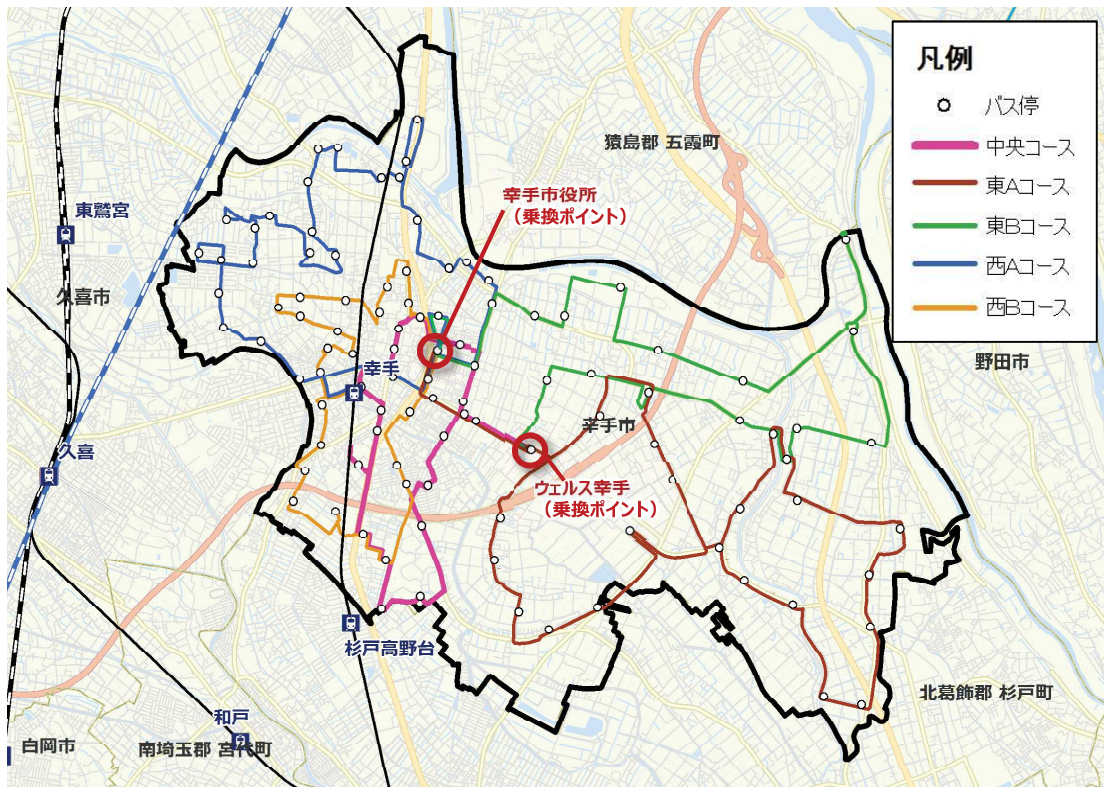 凡例
バス停
中央コース
東Aコース
東Bコース
西Aコース
西Bコース
猿島郡 五霞町
幸手市役所
（乗換ポイント）
東鷲宮
久喜市
野田市
幸手
幸手市
久喜
ウェルス幸手
（乗換ポイント）
杉戸高野台
北葛飾郡 杉戸町
和戸
白岡市
南埼玉郡 宮代町